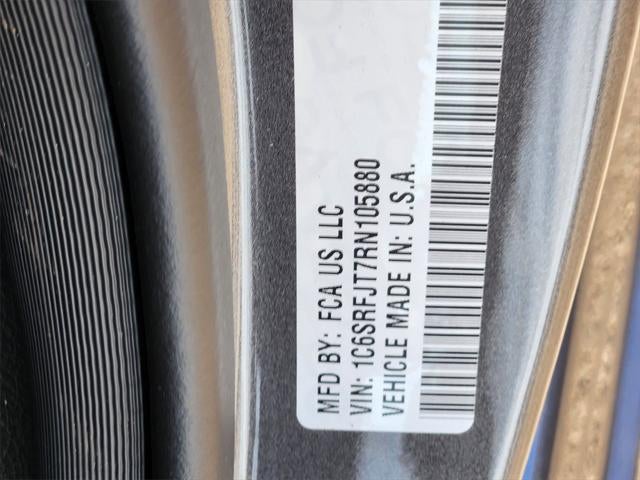 MFD BY: FCA US LLC
VIN: 1C6SRFJT7RN105880
VEHICLE MADE IN: U.S.A.